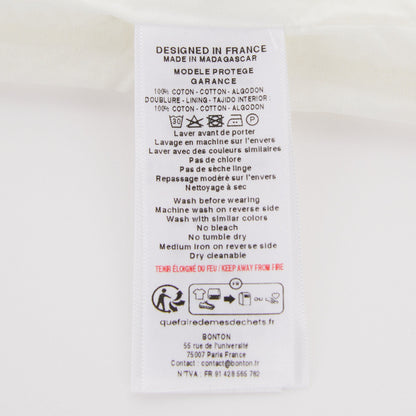 DESIGNED IN FRANCE
MADE IN MADAGASCAR
MODELE PROTEGE
GARANCE
100% COTON - COTTON - ALGODON
DOUBLURE - LINING - TAJIDO INTERIOR :
100% COTON - COTTON - ALGODON
30 P
Laver avant de porter
Lavage en machine sur l'envers
Laver avec des couleurs similaires
Pas de chlore
Pas de sèche linge
Repassage modéré sur l'envers
Nettoyage à sec
Wash before wearing
Machine wash on reverse side
Wash with similar colors
No bleach
No tumble dry
Medium iron on reverse side
Dry cleanable
TENIR ÉLOIGNÉ DU FEU / KEEP AWAY FROM FIRE
FR
OU
quefairedemesdechets.fr
BONTON
55 rue de l'université
75007 Paris France
Contact : contact@bonton.fr
N°TVA : FR 91 428 565 762